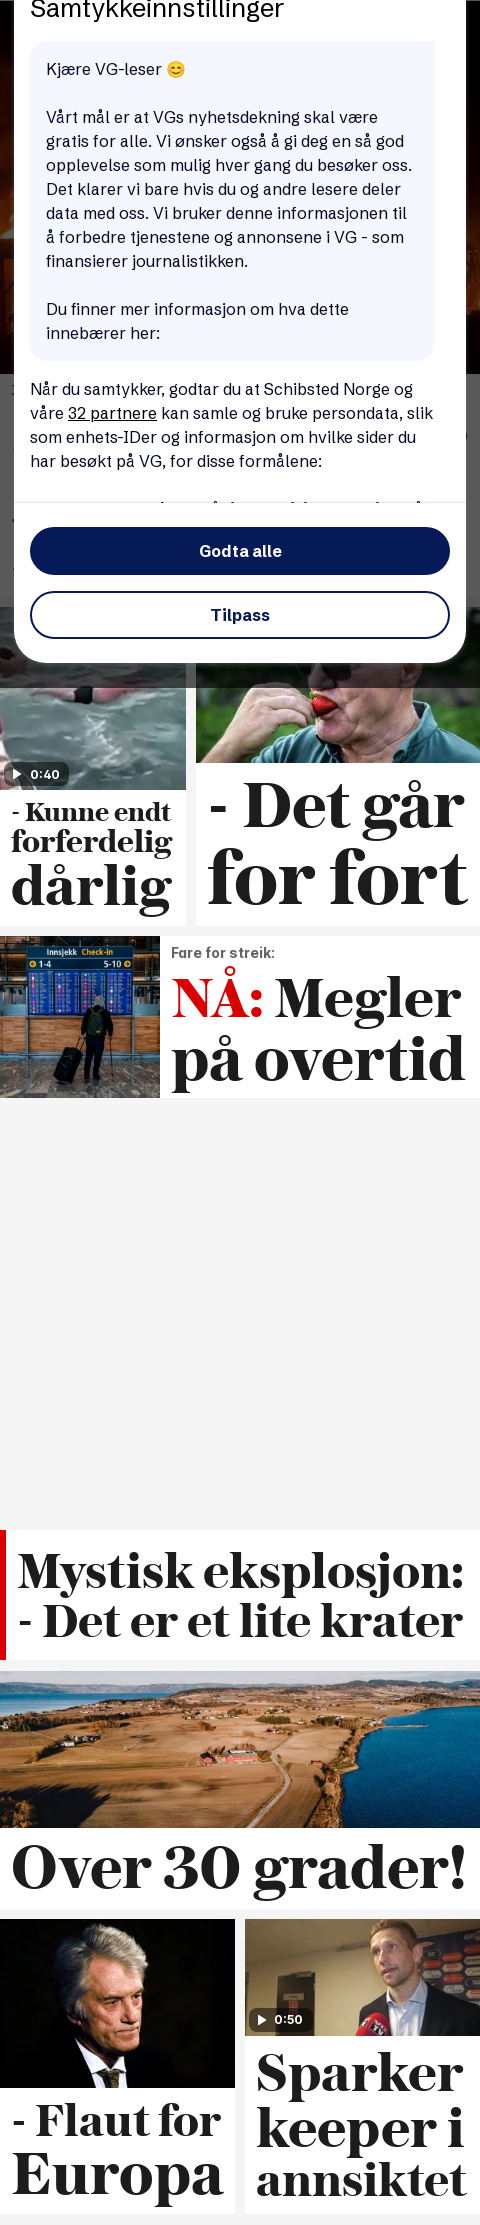 Samtykkeinnstillinger
Kjære VG-leser 😊
Vårt mål er at VGs nyhetsdekning skal være
gratis for alle. Vi ønsker også å gi deg en så god
opplevelse som mulig hver gang du besøker oss.
Det klarer vi bare hvis du og andre lesere deler
data med oss. Vi bruker denne informasjonen til
å forbedre tjenestene og annonsene i VG - som
finansierer journalistikken.
Du finner mer informasjon om hva dette
innebærer her:
Når du samtykker, godtar du at Schibsted Norge og
våre 32 partnere kan samle og bruke persondata, slik
som enhets-IDer og informasjon om hvilke sider du
har besøkt på VG, for disse formålene:
Godta alle
Tilpass
0:40
- Kunne endt
forferdelig
dårlig
- Det går
for fort
Innsjekk Check-in
1-4 5-10
Fare for streik:
NÅ: Megler
på overtid
Mystisk eksplosjon:
- Det er et lite krater
Over 30 grader!
- Flaut for
Europa
0:50
Sparker
keeper i
annsiktet